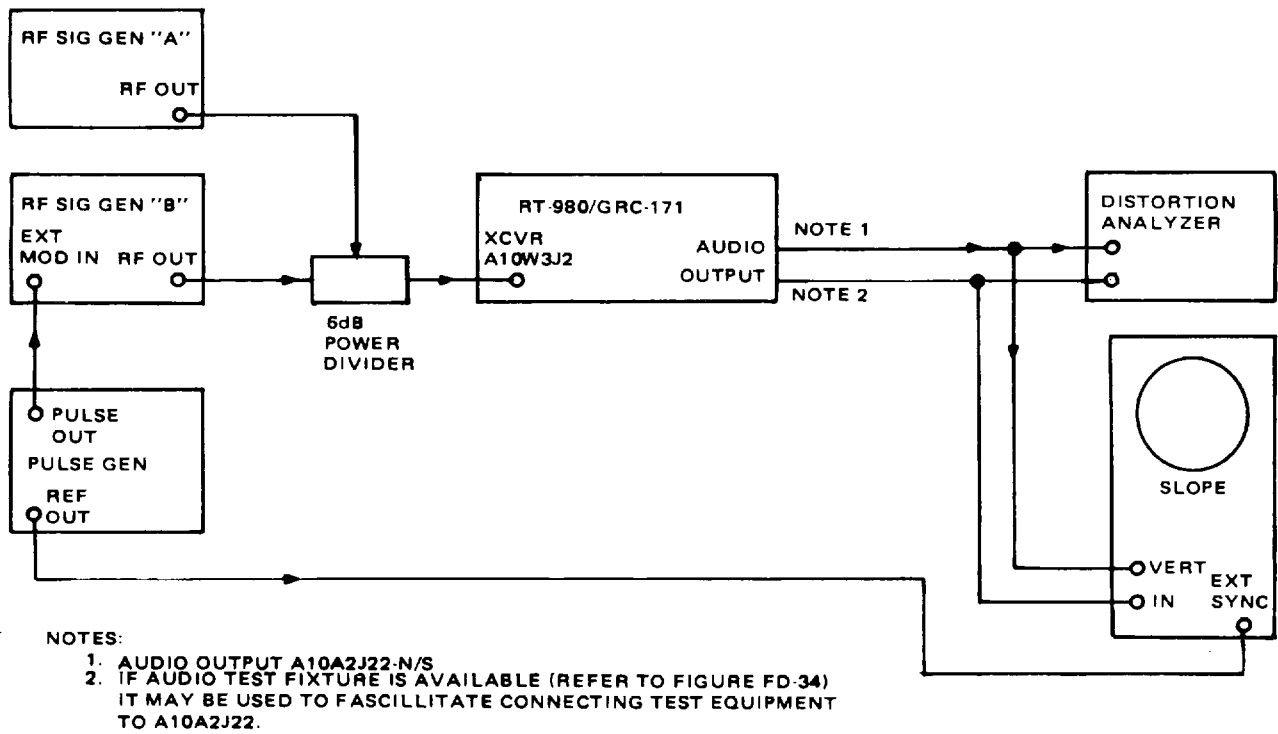 RF SIG GEN "A"
RF OUT
RF SIG GEN "B"
EXT
MOD IN RF OUT
6dB
POWER
DIVIDER
PULSE
OUT
PULSE GEN
REF
OUT
RT-980/GRC-171
XCVR
A10W3J2
AUDIO
OUTPUT
NOTE 1
NOTE 2
DISTORTION
ANALYZER
SLOPE
VERT
IN
EXT
SYNC
NOTES:
1. AUDIO OUTPUT A10A2J22-N/S
2. IF AUDIO TEST FIXTURE IS AVAILABLE (REFER TO FIGURE FD-34)
IT MAY BE USED TO FASCILLITATE CONNECTING TEST EQUIPMENT
TO A10A2J22.